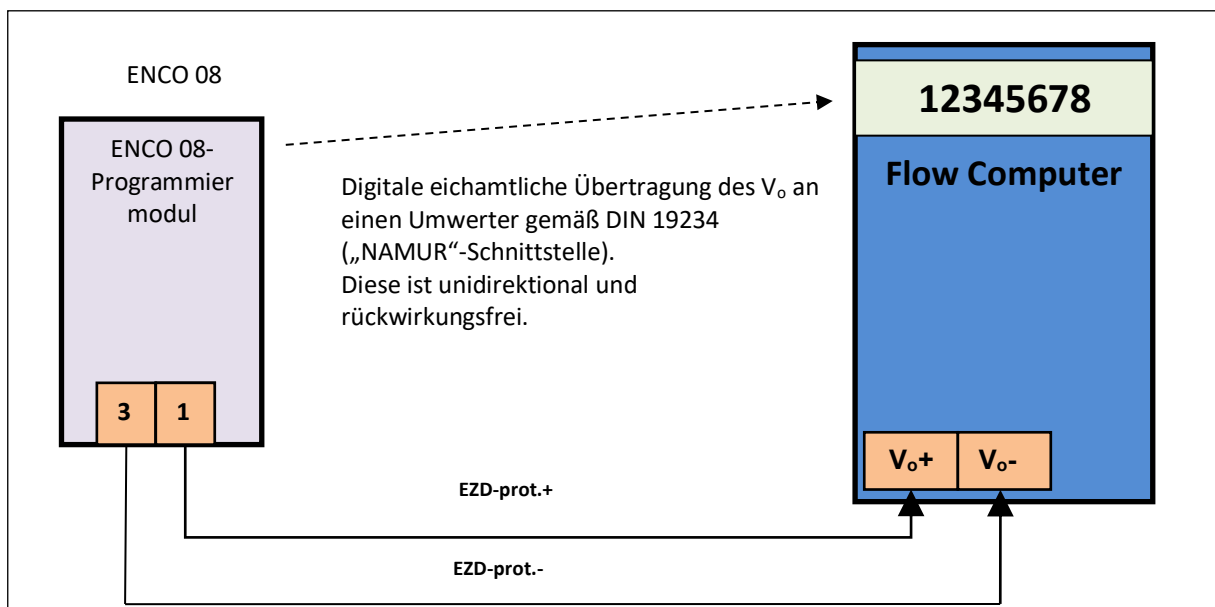 ENCO 08
ENCO 08-
Programmier
modul
3 1
12345678
Flow Computer
Digitale eichamtliche Übertragung des Vₒ an
einen Umwerter gemäß DIN 19234
(„NAMUR“-Schnittstelle).
Diese ist unidirektional und
rückwirkungsfrei.
Vₒ+ Vₒ-
EZD-prot.+
EZD-prot.-